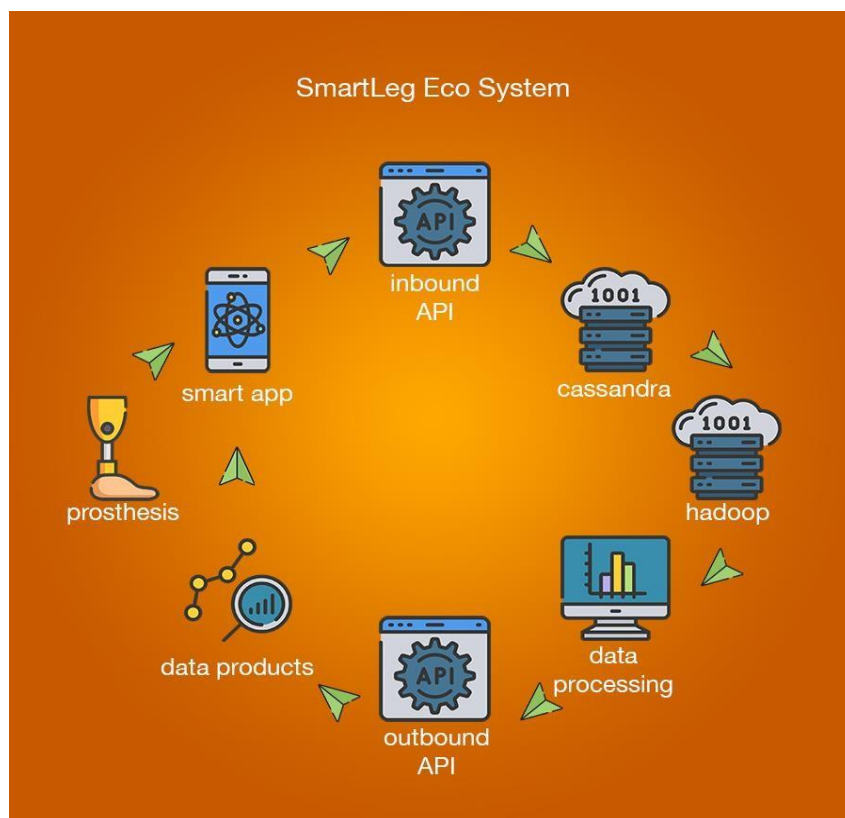 SmartLeg Eco System
API
inbound
API
1001
cassandra
smart app
1001
hadoop
prosthesis
data products
data
processing
API
outbound
API